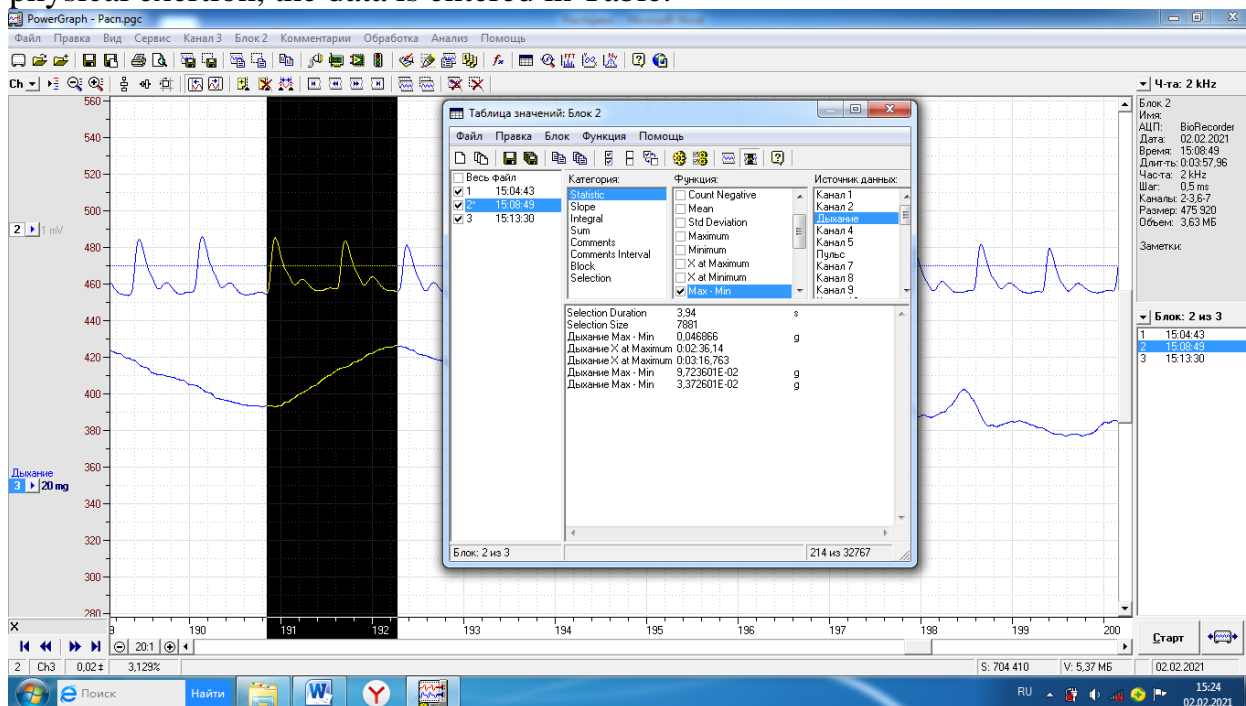 physical exertion, the data is entered in Table.
PowerGraph - Расп.pgc
Файл Правка Вид Сервис Канал 3 Блок 2 Комментарии Обработка Анализ Помощь
Ch
Ч-та: 2 kHz
560
540
520
500
480
460
440
420
400
380
360
340
320
300
280
2 1 mV
Дыхание
3 20 mg
Таблица значений: Блок 2
Файл Правка Блок Функция Помощь
Весь файл
1 15:04:43
2* 15:08:49
3 15:13:30
Категория:
Statistic
Slope
Integral
Sum
Comments
Comments Interval
Block
Selection
Функция:
Count Negative
Mean
Std Deviation
Maximum
Minimum
X at Maximum
X at Minimum
Max - Min
Источник данных:
Канал 1
Канал 2
Дыхание
Канал 4
Канал 5
Пульс
Канал 7
Канал 8
Канал 9
Selection Duration 3,94 s
Selection Size 7881
Дыхание Max - Min 0,046866 g
Дыхание X at Maximum 0:02:36,14
Дыхание X at Maximum 0:03:16,763
Дыхание Max - Min 9,723601E-02 g
Дыхание Max - Min 3,372601E-02 g
Блок: 2 из 3 214 из 32767
Блок 2
Имя:
АЦП: BioRecorder
Дата: 02.02.2021
Время: 15:08:49
Длит-ть: 0:03:57,96
Час-та: 2 kHz
Шаг: 0,5 ms
Каналы: 2-3,6-7
Размер: 475 920
Объем: 3,63 МБ
Заметки:
Блок: 2 из 3
1 15:04:43
2 15:08:49
3 15:13:30
X
190 191 192 193 194 195 196 197 198 199 200
20:1
Старт
2 Ch3 0,02 3,129% S: 704 410 V: 5,37 МБ 02.02.2021
Поиск Найти RU 15:24
02.02.2021